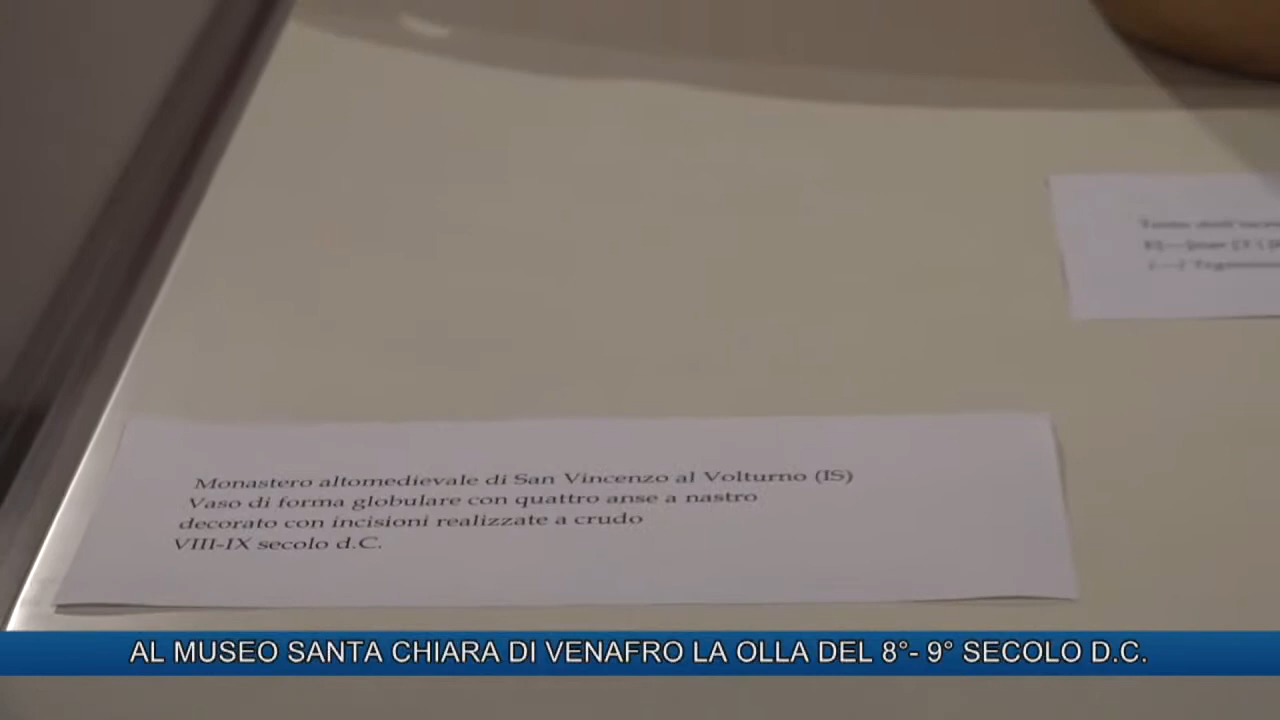 Monastero altomedievale di San Vincenzo al Volturno (IS)
Vaso di forma globulare con quattro anse a nastro
decorato con incisioni realizzate a crudo
VIII-IX secolo d.C.
AL MUSEO SANTA CHIARA DI VENAFRO LA OLLA DEL 8°- 9° SECOLO D.C.